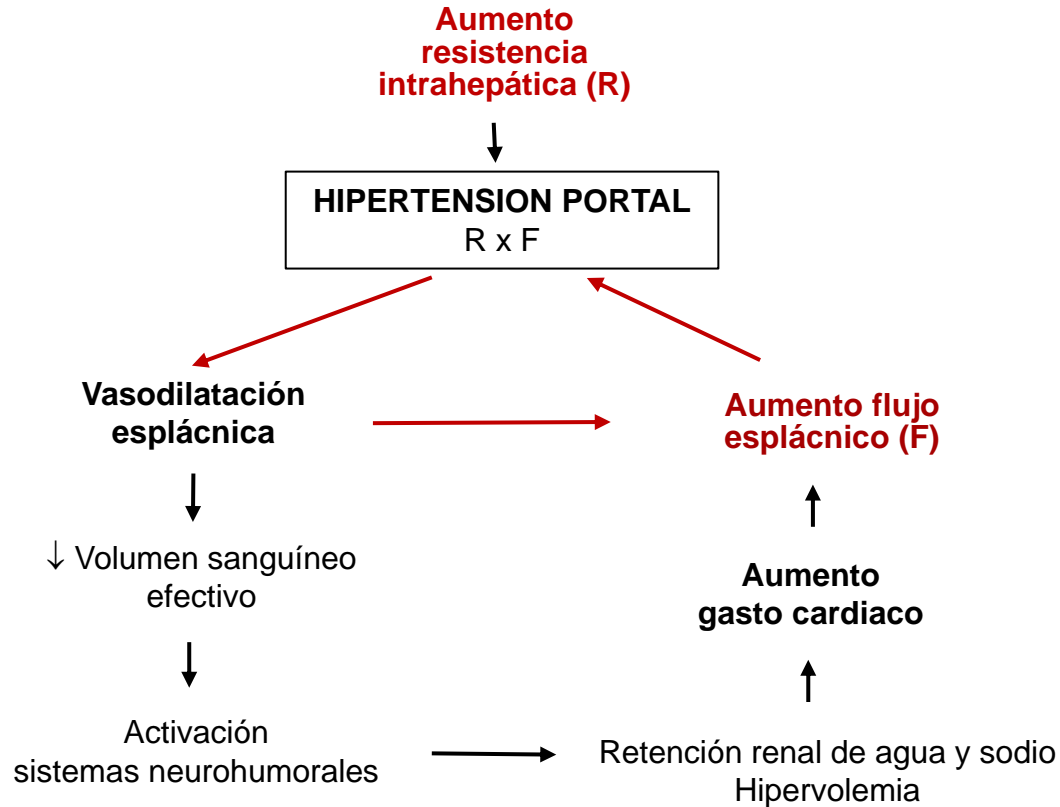 Aumento
resistencia
intrahepática (R)
HIPERTENSION PORTAL
R x F
Vasodilatación
esplácnica
Aumento flujo
esplácnico (F)
↓ Volumen sanguíneo
efectivo
Aumento
gasto cardiaco
Activación
sistemas neurohumorales
Retención renal de agua y sodio
Hipervolemia